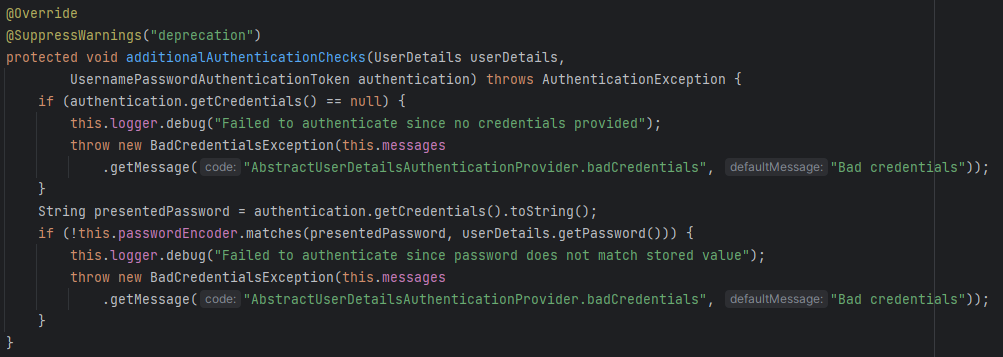 @Override
@SuppressWarnings("deprecation")
protected void additionalAuthenticationChecks(UserDetails userDetails,
        UsernamePasswordAuthenticationToken authentication) throws AuthenticationException {
    if (authentication.getCredentials() == null) {
        this.logger.debug("Failed to authenticate since no credentials provided");
        throw new BadCredentialsException(this.messages
            .getMessage( code: "AbstractUserDetailsAuthenticationProvider.badCredentials", defaultMessage: "Bad credentials"));
    }
    String presentedPassword = authentication.getCredentials().toString();
    if (!this.passwordEncoder.matches(presentedPassword, userDetails.getPassword())) {
        this.logger.debug("Failed to authenticate since password does not match stored value");
        throw new BadCredentialsException(this.messages
            .getMessage( code: "AbstractUserDetailsAuthenticationProvider.badCredentials", defaultMessage: "Bad credentials"));
    }
}